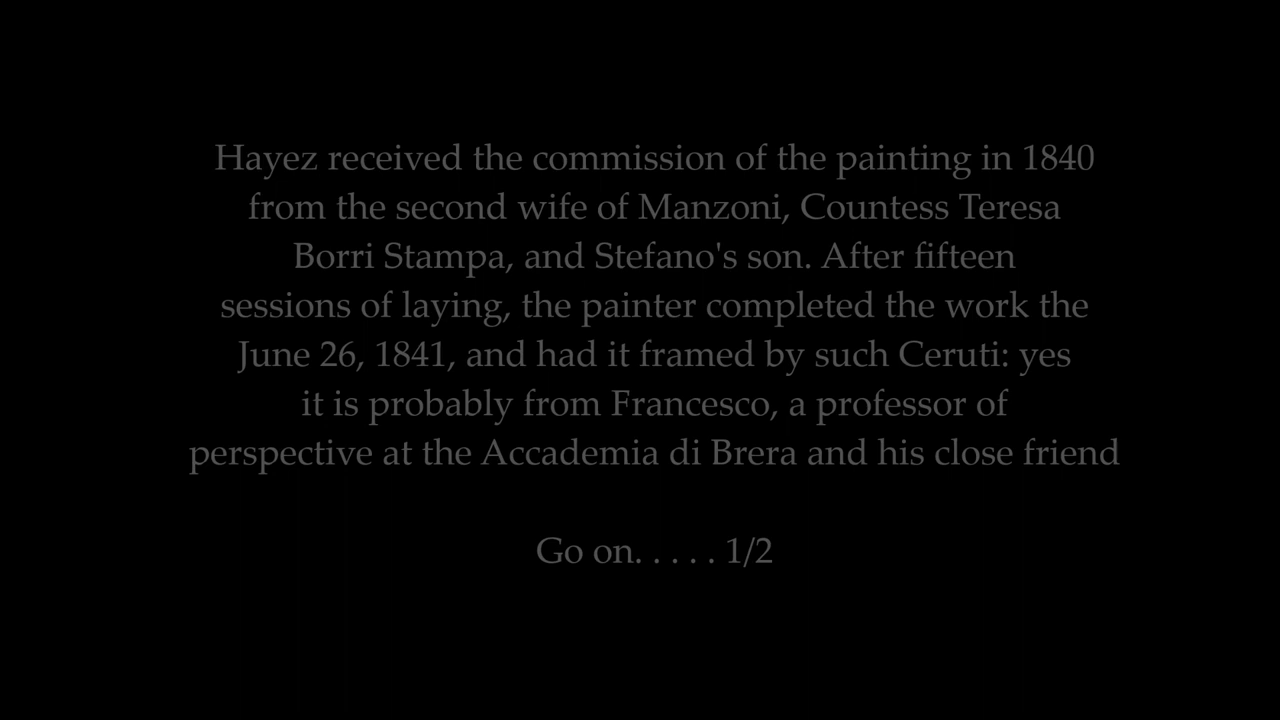 Hayez received the commission of the painting in 1840
from the second wife of Manzoni, Countess Teresa
Borri Stampa, and Stefano's son. After fifteen
sessions of laying, the painter completed the work the
June 26, 1841, and had it framed by such Ceruti: yes
it is probably from Francesco, a professor of
perspective at the Accademia di Brera and his close friend
Go on. . . . . 1/2